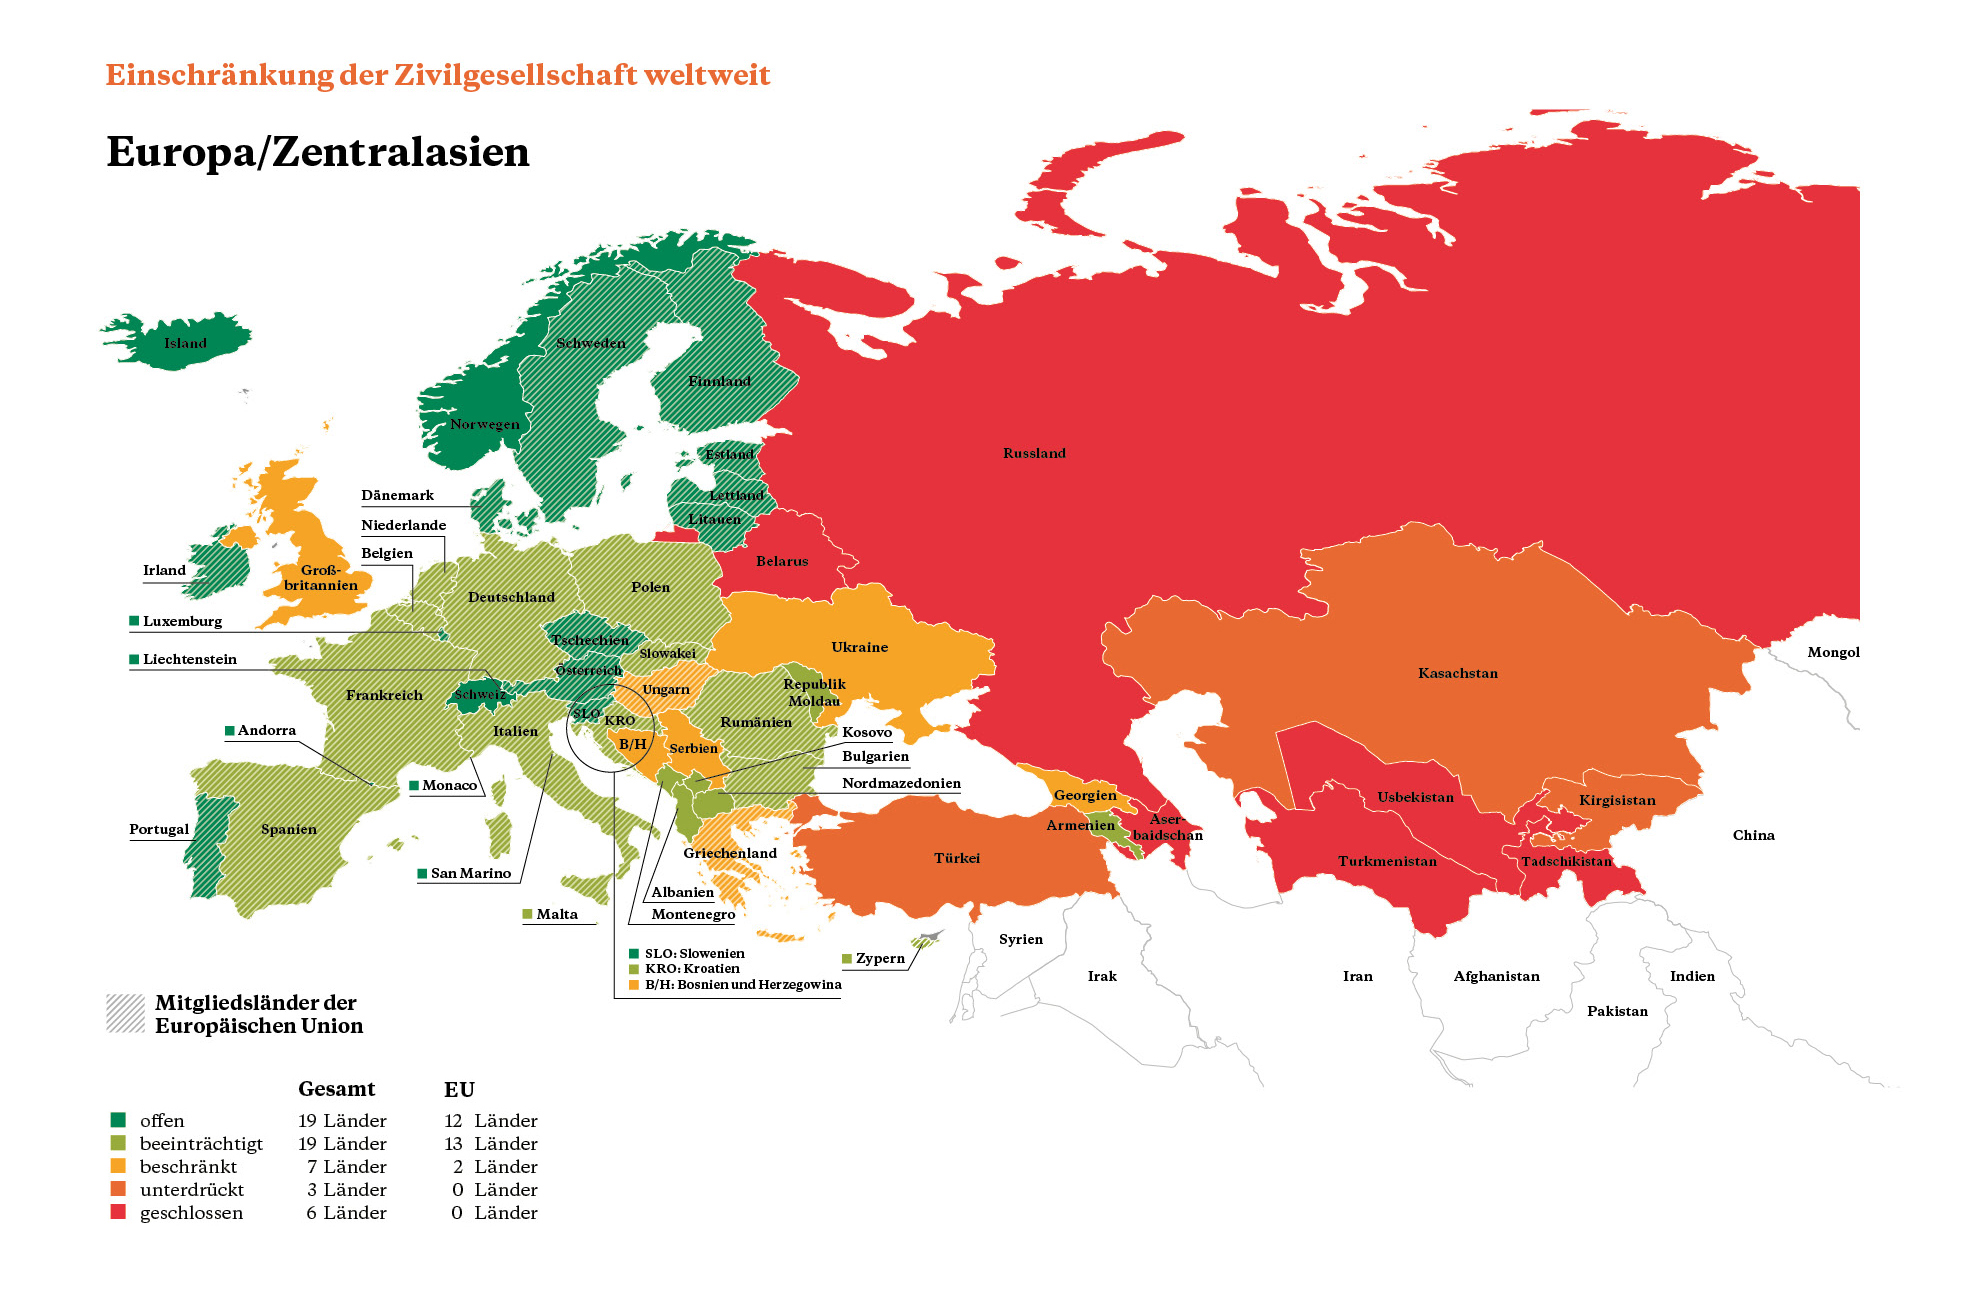 Einschränkung der Zivilgesellschaft weltweit
Europa/Zentralasien
Island
Schweden
Finnland
Norwegen
Russland
Estland
Lettland
Litauen
Dänemark
Niederlande
Belgien
Irland
Groß-
britannien
Luxemburg
Liechtenstein
Belarus
Polen
Deutschland
Tschechien
Slowakei
Österreich
Schweiz
Ungarn
Ukraine
Republik
Moldau
Frankreich
SLO
KRO
B/H
Italien
Rumänien
Serbien
Kosovo
Bulgarien
Nordmazedonien
Andorra
Monaco
Portugal
Spanien
San Marino
Malta
Griechenland
Albanien
Montenegro
SLO: Slowenien
KRO: Kroatien
B/H: Bosnien und Herzegowina
Zypern
Türkei
Georgien
Armenien
Aser-
baidschan
Kasachstan
Usbekistan
Kirgisistan
Turkmenistan
Tadschikistan
Mongol
China
Syrien
Irak
Iran
Afghanistan
Pakistan
Indien
Mitgliedsländer der
Europäischen Union
Gesamt EU
offen 19 Länder 12 Länder
beeinträchtigt 19 Länder 13 Länder
beschränkt 7 Länder 2 Länder
unterdrückt 3 Länder 0 Länder
geschlossen 6 Länder 0 Länder